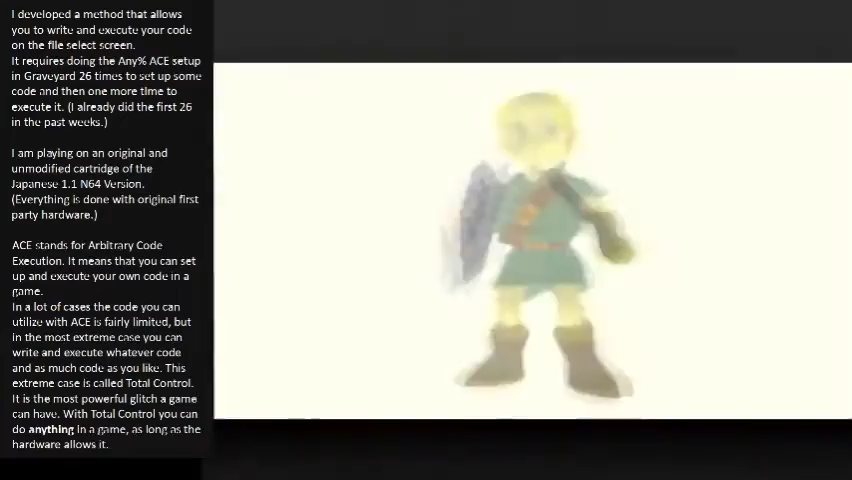 I developed a method that allows
you to write and execute your code
on the file select screen.
It requires doing the Any% ACE setup
in Graveyard 26 times to set up some
code and then one more time to
execute it. (I already did the first 26
in the past weeks.)
I am playing on an original and
unmodified cartridge of the
Japanese 1.1 N64 Version.
(Everything is done with original first
party hardware.)
ACE stands for Arbitrary Code
Execution. It means that you can set
up and execute your own code in a
game.
In a lot of cases the code you can
utilize with ACE is fairly limited, but
in the most extreme case you can
write and execute whatever code
and as much code as you like. This
extreme case is called Total Control.
It is the most powerful glitch a game
can have. With Total Control you can
do anything in a game, as long as the
hardware allows it.